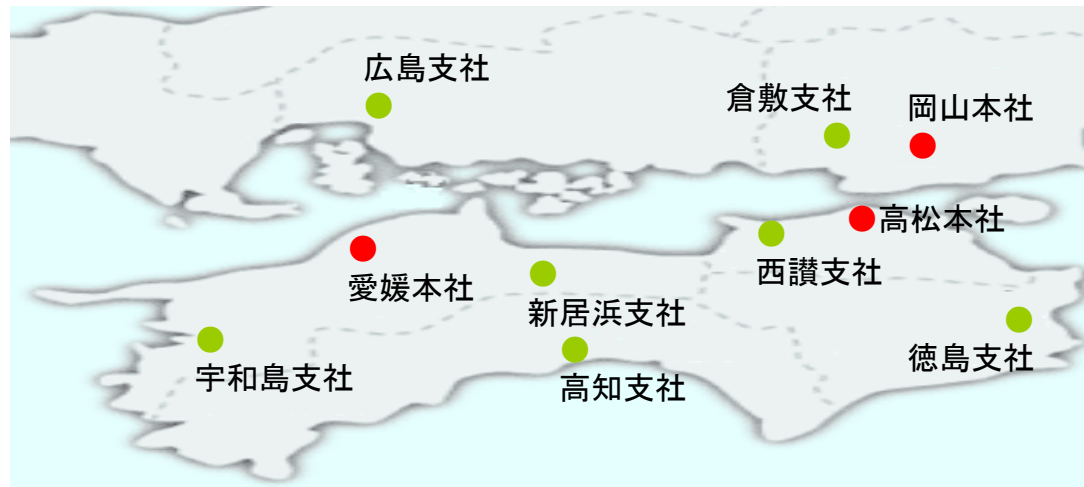 広島支社
倉敷支社
岡山本社
高松本社
西讃支社
愛媛本社
新居浜支社
徳島支社
宇和島支社
高知支社